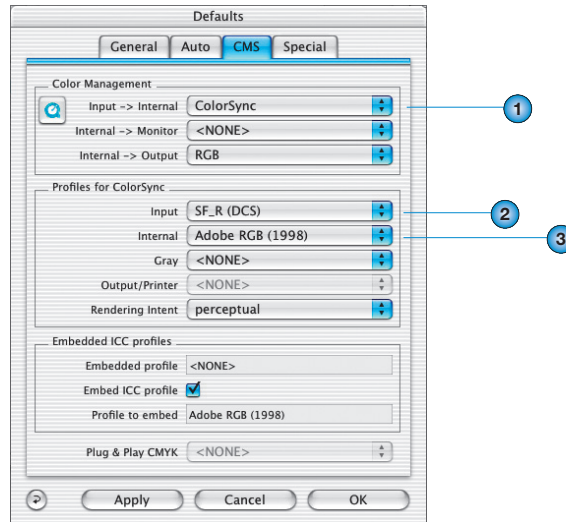 Defaults
General Auto CMS Special
Color Management
Input -> Internal ColorSync 1
Internal -> Monitor <NONE>
Internal -> Output RGB
Profiles for ColorSync
Input SF_R (DCS) 2
Internal Adobe RGB (1998) 3
Gray <NONE>
Output/Printer <NONE>
Rendering Intent perceptual
Embedded ICC profiles
Embedded profile <NONE>
Embed ICC profile
Profile to embed Adobe RGB (1998)
Plug & Play CMYK <NONE>
Apply Cancel OK